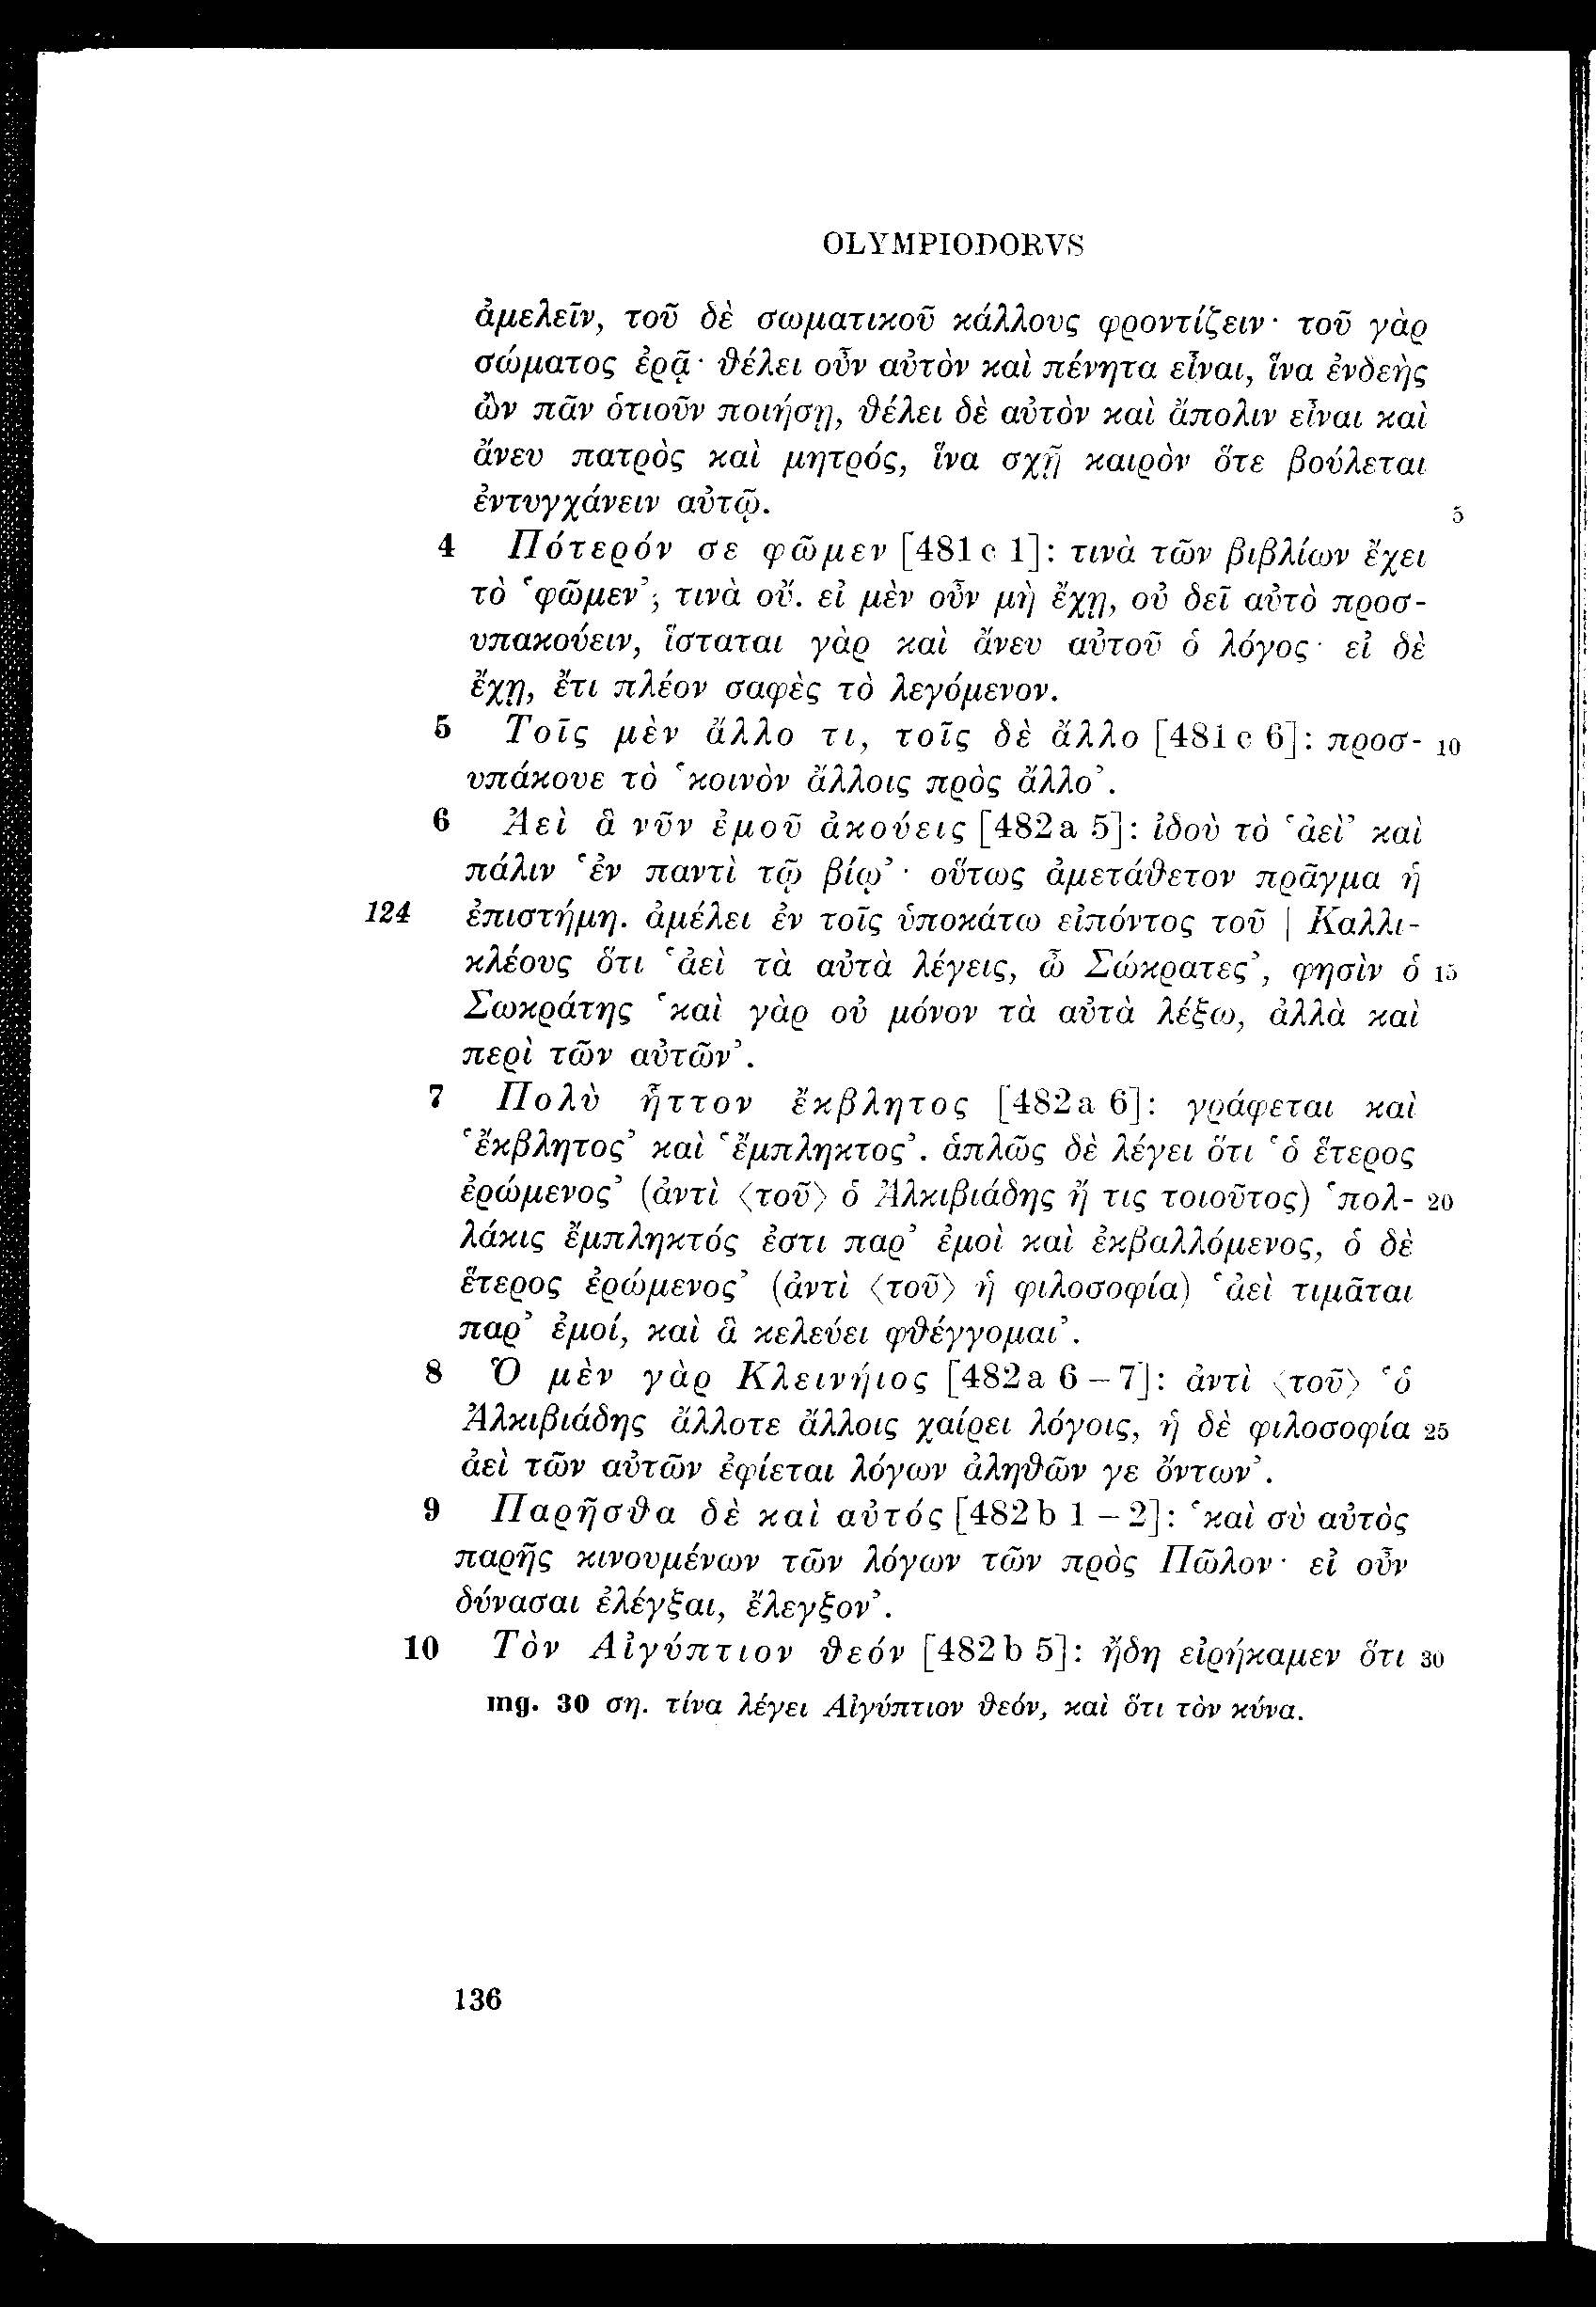 OLYMPIODORVS
ἀμελεῖν, τοῦ δὲ σωματικοῦ κάλλους φροντίζειν· τοῦ γὰρ
σώματος ἐρᾷ· θέλει οὖν αὐτὸν καὶ πένητα εἶναι, ἵνα ἐνδεὴς
ὢν πᾶν ὁτιοῦν ποιήσῃ, θέλει δὲ αὐτὸν καὶ ἄπολιν εἶναι καὶ
ἄνευ πατρὸς καὶ μητρός, ἵνα σχῇ καιρὸν ὅτε βούλεται
ἐντυγχάνειν αὐτῷ. 5
4 Πότερόν σε φῶμεν [481 c 1]: τινὰ τῶν βιβλίων ἔχει
τὸ ‘φῶμεν’; τινὰ οὔ. εἰ μὲν οὖν μὴ ἔχῃ, οὐ δεῖ αὐτὸ προσ-
υπακούειν, ἵσταται γὰρ καὶ ἄνευ αὐτοῦ ὁ λόγος· εἰ δὲ
ἔχῃ, ἔτι πλέον σαφὲς τὸ λεγόμενον.
5 Τοῖς μὲν ἄλλο τι, τοῖς δὲ ἄλλο [481 c 6]: προσ- 10
υπάκουε τὸ ‘κοινὸν ἄλλοις πρὸς ἄλλο’.
6 Ἀεὶ ἃ νῦν ἐμοῦ ἀκούεις [482 a 5]: ἰδοὺ τὸ ‘ἀεὶ’ καὶ
πάλιν ‘ἐν παντὶ τῷ βίῳ’· οὕτως ἀμετάθετον πρᾶγμα ἡ
124 ἐπιστήμη. ἀμέλει ἐν τοῖς ὑποκάτω εἰπόντος τοῦ | Καλλι-
κλέους ὅτι ‘ἀεὶ τὰ αὐτὰ λέγεις, ὦ Σώκρατες’, φησὶν ὁ 15
Σωκράτης ‘καὶ γὰρ οὐ μόνον τὰ αὐτὰ λέξω, ἀλλὰ καὶ
περὶ τῶν αὐτῶν’.
7 Πολὺ ἧττον ἔκβλητος [482 a 6]: γράφεται καὶ
‘ἔκβλητος’ καὶ ‘ἔμπληκτος’. ἁπλῶς δὲ λέγει ὅτι ‘ὁ ἕτερος
ἐρώμενος’ (ἀντὶ ⟨τοῦ⟩ ὁ Ἀλκιβιάδης ἤ τις τοιοῦτος) ‘πολ- 20
λάκις ἔμπληκτός ἐστι παρ’ ἐμοὶ καὶ ἐκβαλλόμενος, ὁ δὲ
ἕτερος ἐρώμενος’ (ἀντὶ ⟨τοῦ⟩ ἡ φιλοσοφία) ‘ἀεὶ τιμᾶται
παρ’ ἐμοί, καὶ ἃ κελεύει φθέγγομαι’.
8 Ὁ μὲν γὰρ Κλεινήιος [482 a 6 – 7]: ἀντὶ ⟨τοῦ⟩ ‘ὁ
Ἀλκιβιάδης ἄλλοτε ἄλλοις χαίρει λόγοις, ἡ δὲ φιλοσοφία 25
ἀεὶ τῶν αὐτῶν ἐφίεται λόγων ἀληθῶν γε ὄντων’.
9 Παρῆσθα δὲ καὶ αὐτός [482 b 1 – 2]: ‘καὶ σὺ αὐτὸς
παρῆς κινουμένων τῶν λόγων τῶν πρὸς Πῶλον· εἰ οὖν
δύνασαι ἐλέγξαι, ἔλεγξον’.
10 Τὸν Αἰγύπτιον θεόν [482 b 5]: ἤδη εἰρήκαμεν ὅτι 30
mg. 30 ση. τίνα λέγει Αἰγύπτιον θεόν, καὶ ὅτι τὸν κύνα.
136